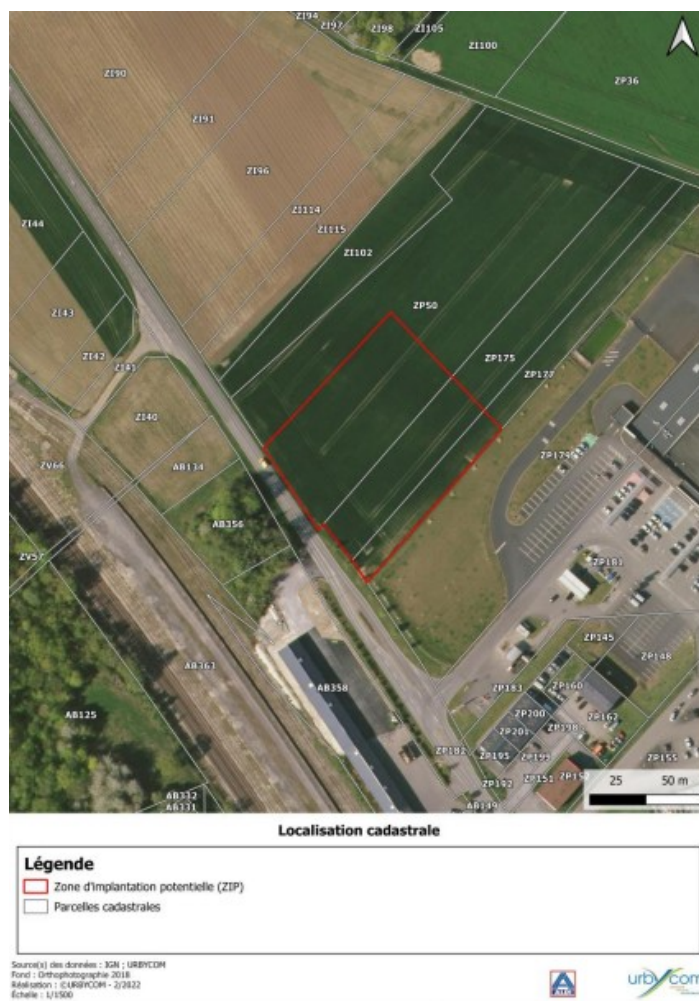 ZI94
ZI97
ZI98
ZI105
ZI100
ZP36
ZI90
ZI91
ZI96
ZI114
ZI115
ZI102
ZI44
ZI43
ZI42
ZI41
ZI40
ZP50
ZP175
ZP177
ZP179
ZV66
AB134
AB356
ZV57
ZP181
AB363
AB358
AB125
ZP145
ZP148
ZP183
ZP160
ZP200
ZP201
ZP198
ZP162
ZP182
ZP195
ZP199
ZP192
ZP151
ZP155
AB332
AB331
AB149
25 50 m
Localisation cadastrale
Légende
Zone d'implantation potentielle (ZIP)
Parcelles cadastrales
Source(s) des données : IGN ; URBYCOM
Fond : Orthophotographie 2018
Réalisation : ©URBYCOM - 2/2022
Échelle : 1/1500
urbycom